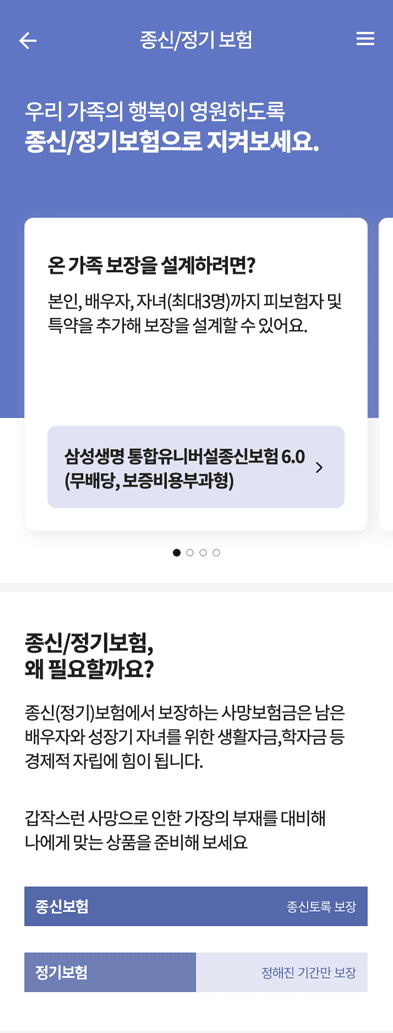 종신/정기 보험
우리 가족의 행복이 영원하도록
종신/정기보험으로 지켜보세요.
온 가족 보장을 설계하려면?
본인, 배우자, 자녀(최대3명)까지 피보험자 및
특약을 추가해 보장을 설계할 수 있어요.
삼성생명 통합유니버설종신보험 6.0
(무배당, 보증비용부과형)
종신/정기보험,
왜 필요할까요?
종신(정기)보험에서 보장하는 사망보험금은 남은
배우자와 성장기 자녀를 위한 생활자금,학자금 등
경제적 자립에 힘이 됩니다.
갑작스런 사망으로 인한 가장의 부재를 대비해
나에게 맞는 상품을 준비해 보세요
종신보험 종신토록 보장
정기보험 정해진 기간만 보장